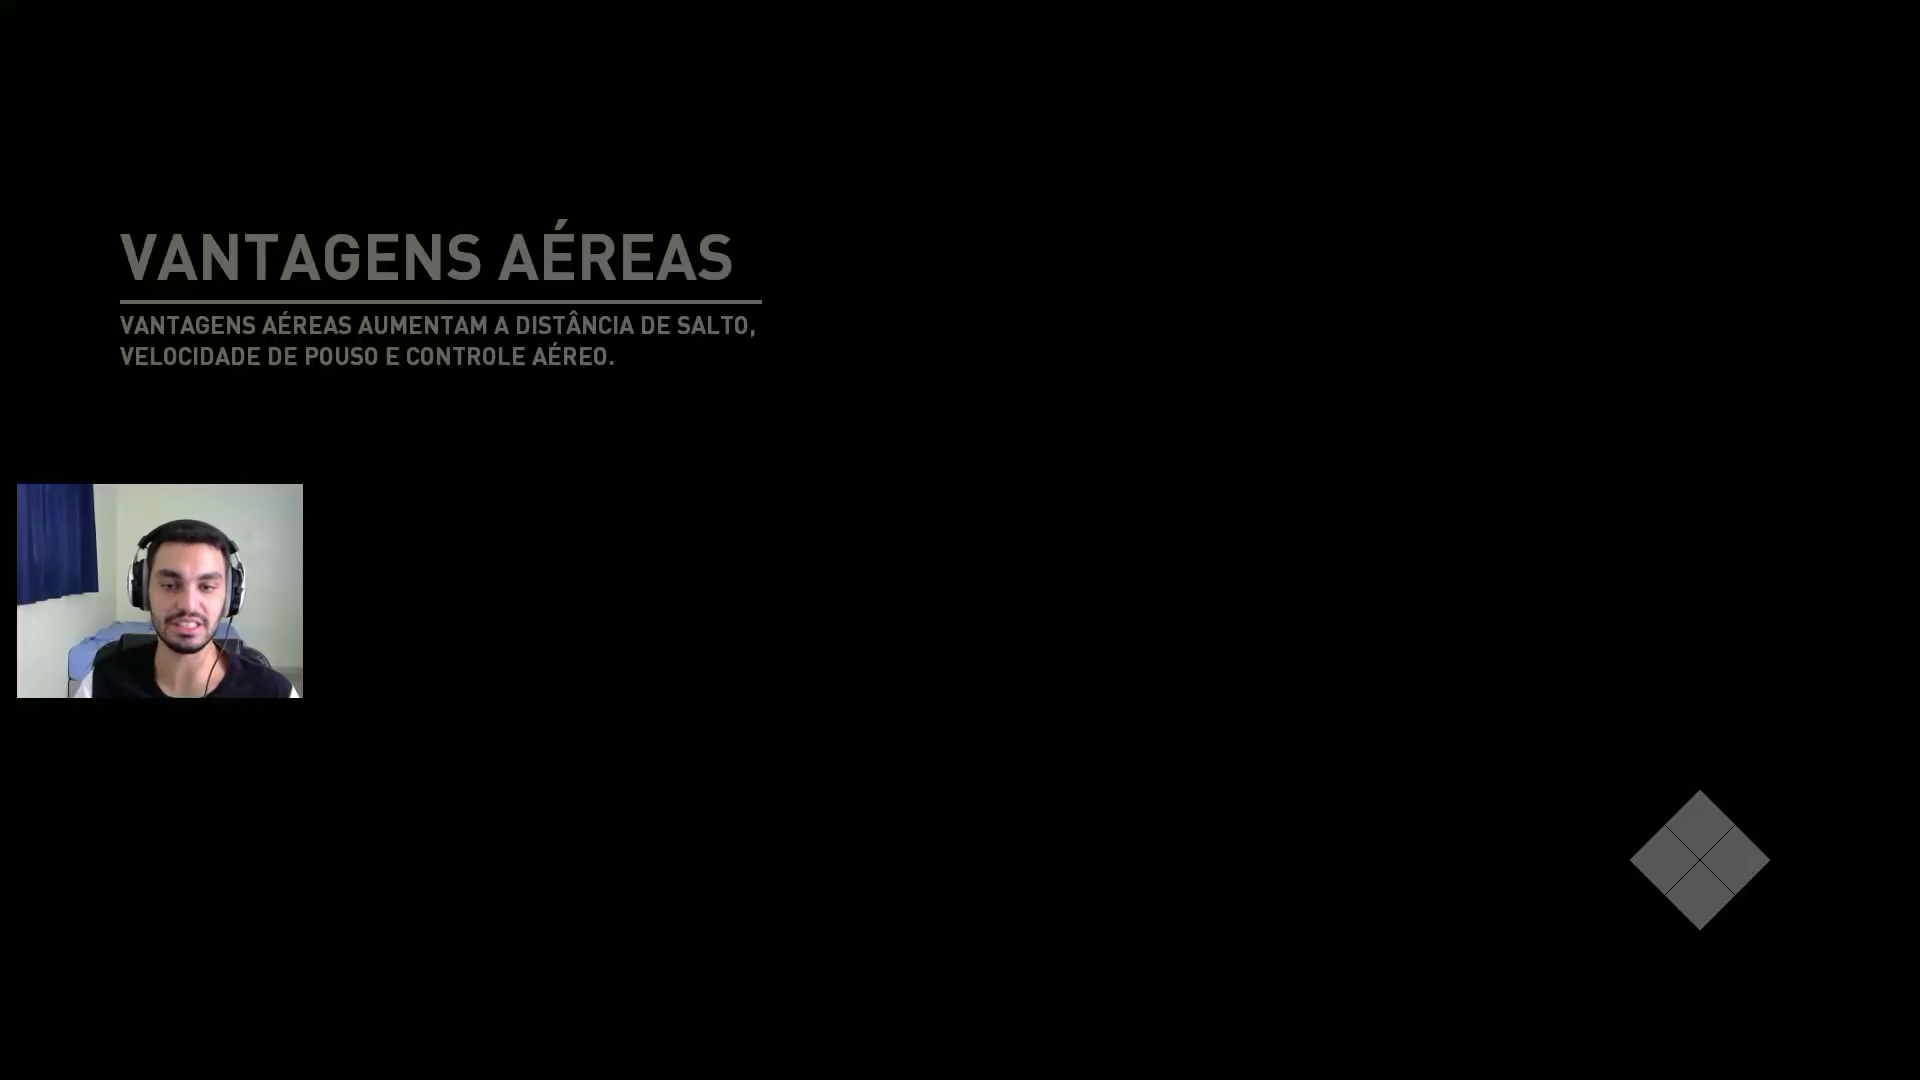 VANTAGENS AÉREAS
VANTAGENS AÉREAS AUMENTAM A DISTÂNCIA DE SALTO,
VELOCIDADE DE POUSO E CONTROLE AÉREO.